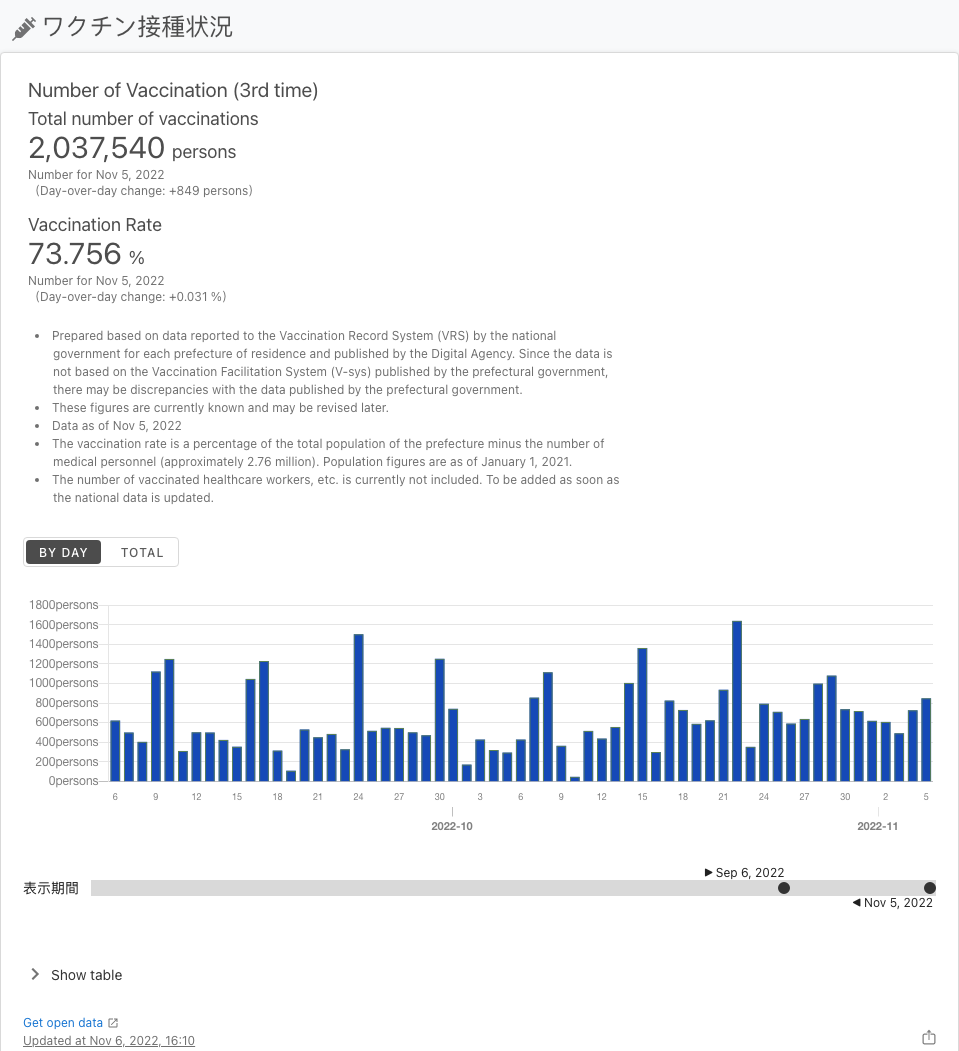 ワクチン接種状況
Number of Vaccination (3rd time)
Total number of vaccinations
2,037,540 persons
Number for Nov 5, 2022
(Day-over-day change: +849 persons)
Vaccination Rate
73.756 %
Number for Nov 5, 2022
(Day-over-day change: +0.031 %)
• Prepared based on data reported to the Vaccination Record System (VRS) by the national
government for each prefecture of residence and published by the Digital Agency. Since the data is
not based on the Vaccination Facilitation System (V-sys) published by the prefectural government,
there may be discrepancies with the data published by the prefectural government.
• These figures are currently known and may be revised later.
• Data as of Nov 5, 2022
• The vaccination rate is a percentage of the total population of the prefecture minus the number of
medical personnel (approximately 2.76 million). Population figures are as of January 1, 2021.
• The number of vaccinated healthcare workers, etc. is currently not included. To be added as soon as
the national data is updated.
BY DAY TOTAL
1800persons
1600persons
1400persons
1200persons
1000persons
800persons
600persons
400persons
200persons
0persons
6 9 12 15 18 21 24 27 30 3 6 9 12 15 18 21 24 27 30 2 5
2022-10 2022-11
▶ Sep 6, 2022
表示期間
◀ Nov 5, 2022
Show table
Get open data
Updated at Nov 6, 2022, 16:10